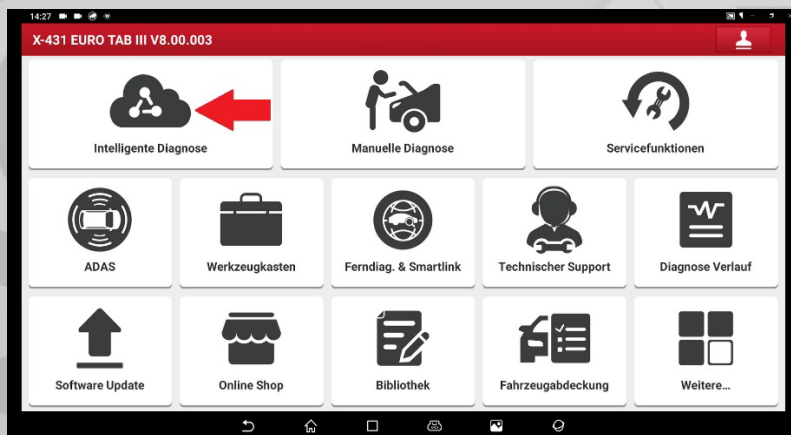 14:27
X-431 EURO TAB III V8.00.003
Intelligente Diagnose
Manuelle Diagnose
Servicefunktionen
ADAS
Werkzeugkasten
Ferndiag. & Smartlink
Technischer Support
Diagnose Verlauf
Software Update
Online Shop
Bibliothek
Fahrzeugabdeckung
Weitere...